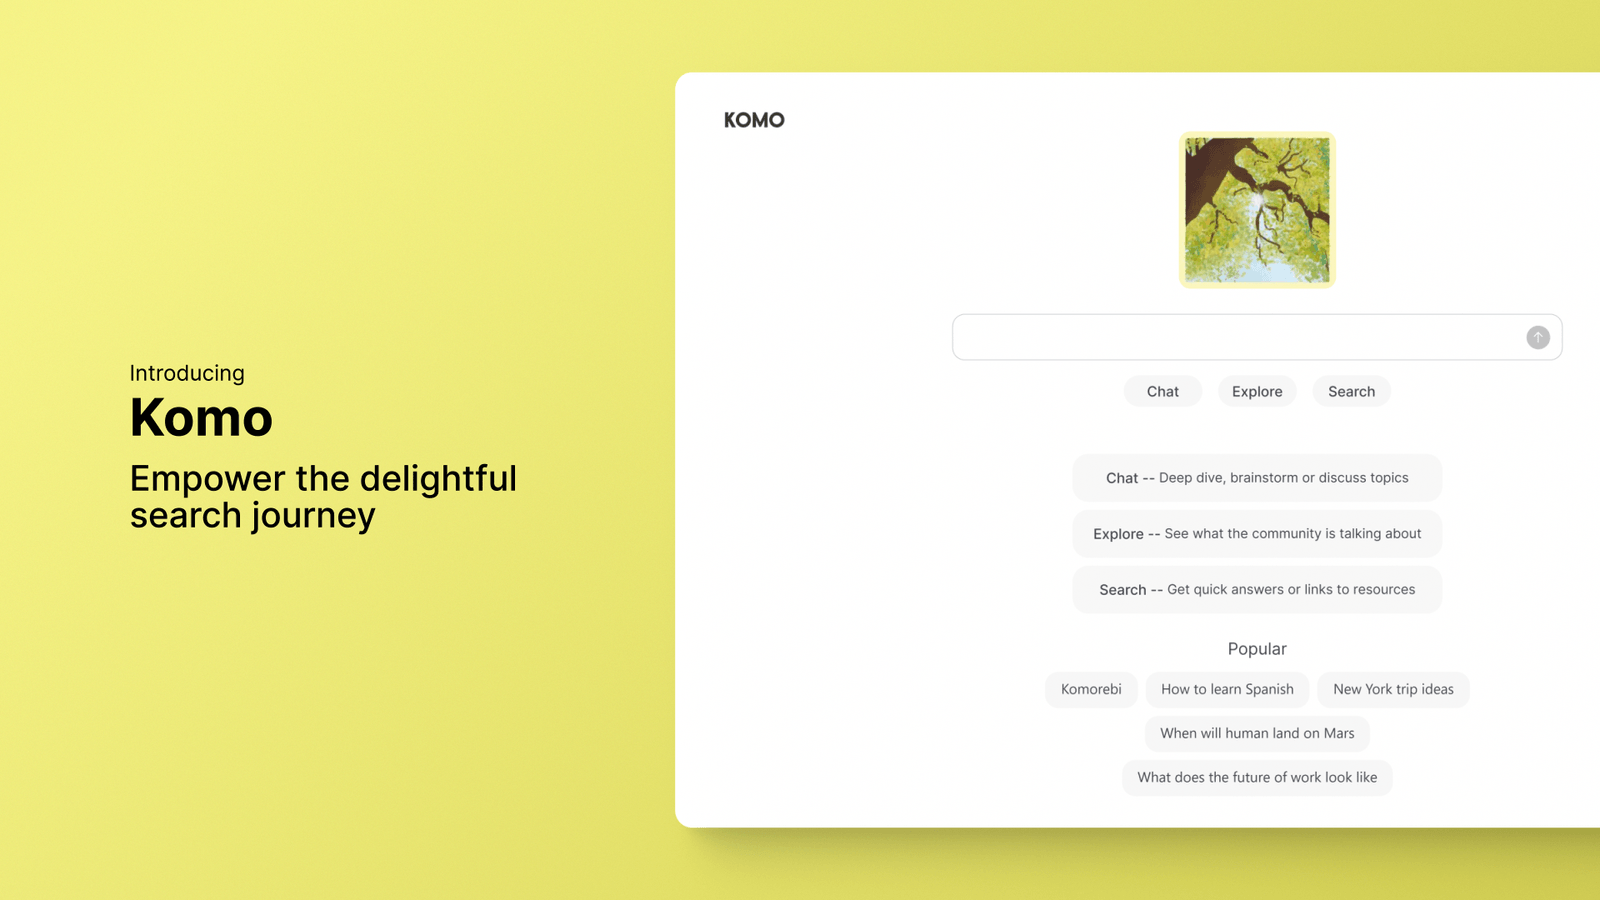 Introducing
Komo
Empower the delightful
search journey
KOMO
Chat
Explore
Search
Chat -- Deep dive, brainstorm or discuss topics
Explore -- See what the community is talking about
Search -- Get quick answers or links to resources
Popular
Komorebi
How to learn Spanish
New York trip ideas
When will human land on Mars
What does the future of work look like